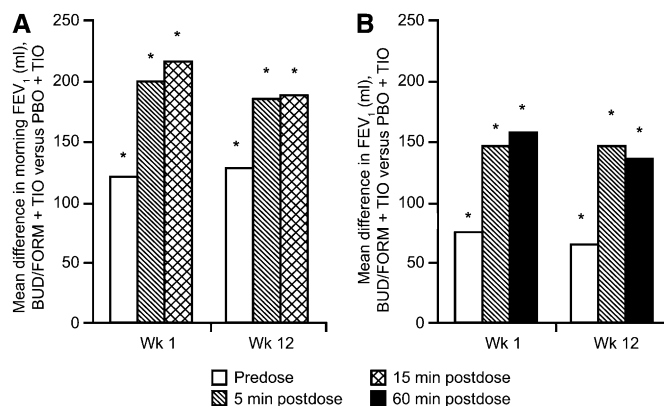 A
Mean difference in morning FEV1 (ml),
BUD/FORM + TIO versus PBO + TIO
250
200
150
100
50
0
* * *
* * *
Wk 1 Wk 12
B
Mean difference in FEV1 (ml),
BUD/FORM + TIO versus PBO + TIO
250
200
150
100
50
0
* * *
* * *
Wk 1 Wk 12
Predose
5 min postdose
15 min postdose
60 min postdose